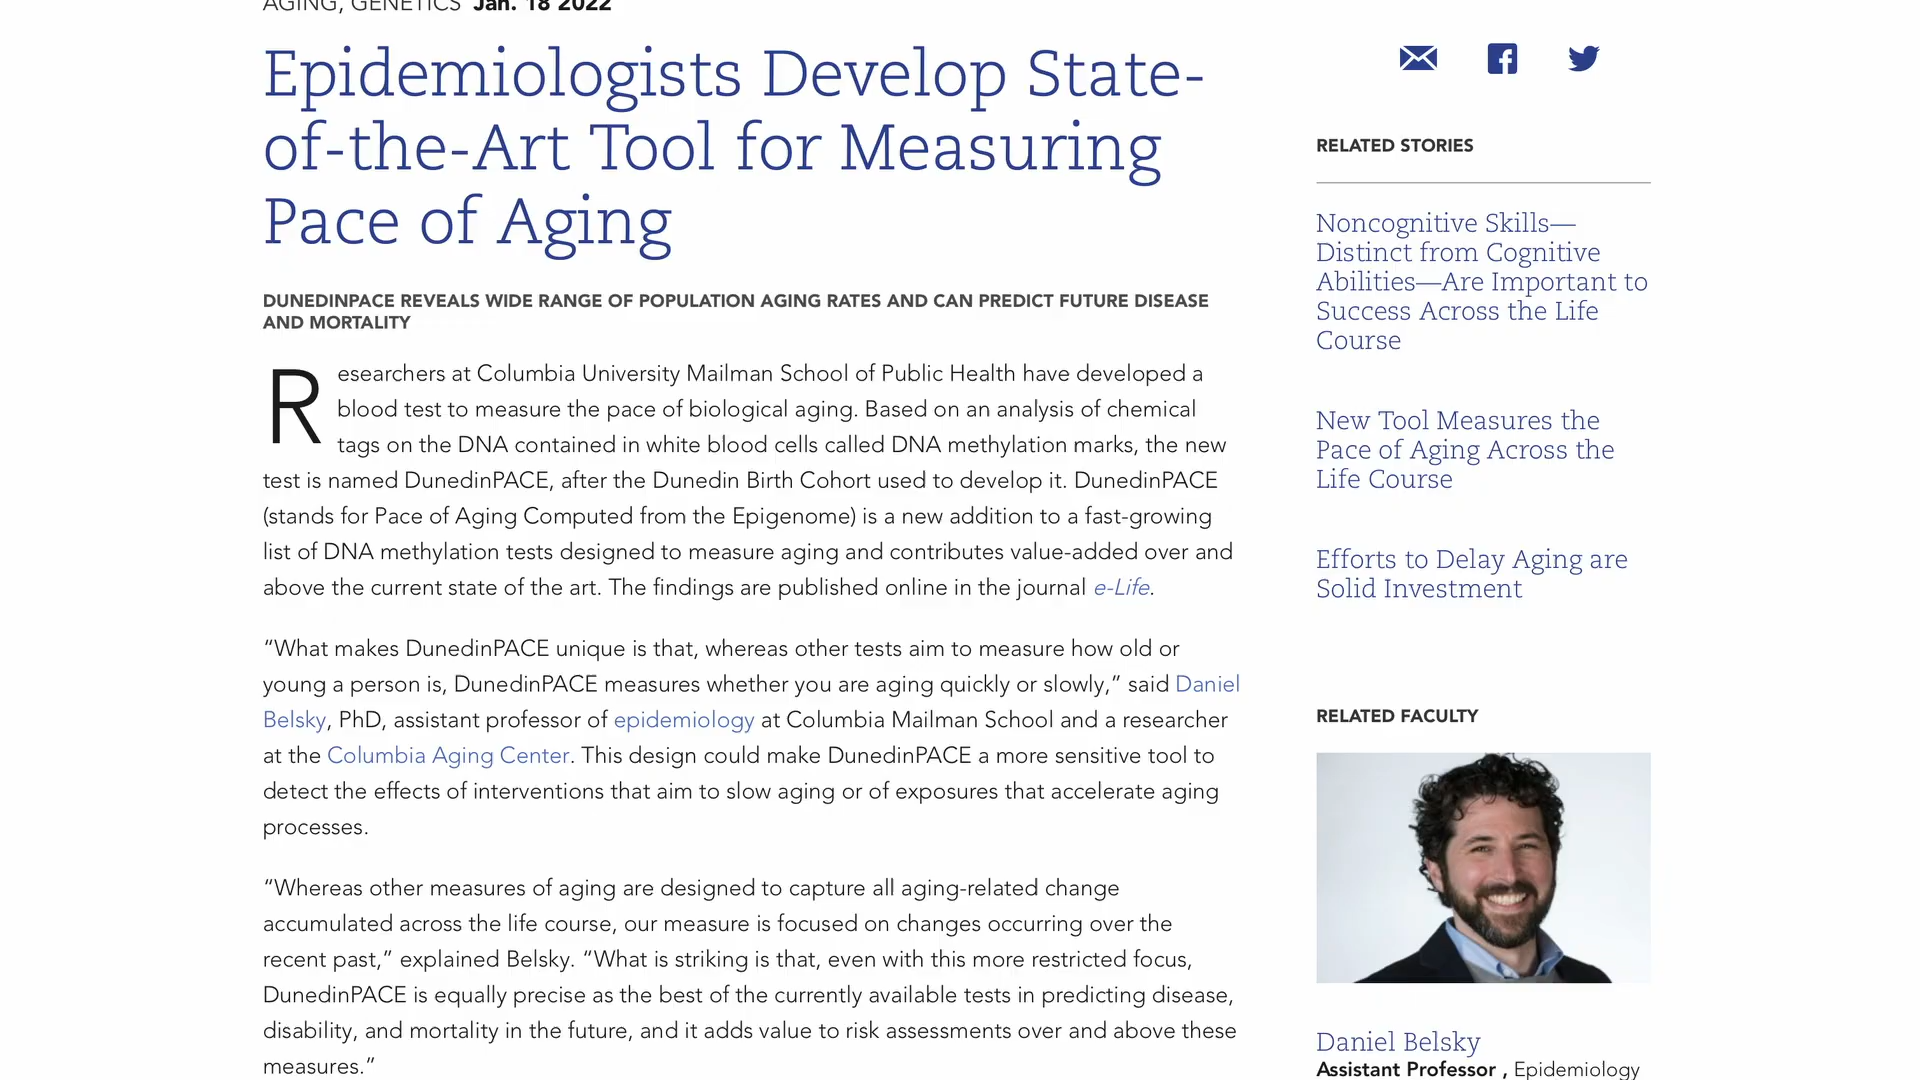 AGING, GENETICS Jan. 18 2022
Epidemiologists Develop State-
of-the-Art Tool for Measuring
Pace of Aging
DUNEDINPACE REVEALS WIDE RANGE OF POPULATION AGING RATES AND CAN PREDICT FUTURE DISEASE
AND MORTALITY
Researchers at Columbia University Mailman School of Public Health have developed a
blood test to measure the pace of biological aging. Based on an analysis of chemical
tags on the DNA contained in white blood cells called DNA methylation marks, the new
test is named DunedinPACE, after the Dunedin Birth Cohort used to develop it. DunedinPACE
(stands for Pace of Aging Computed from the Epigenome) is a new addition to a fast-growing
list of DNA methylation tests designed to measure aging and contributes value-added over and
above the current state of the art. The findings are published online in the journal e-Life.
“What makes DunedinPACE unique is that, whereas other tests aim to measure how old or
young a person is, DunedinPACE measures whether you are aging quickly or slowly,” said Daniel
Belsky, PhD, assistant professor of epidemiology at Columbia Mailman School and a researcher
at the Columbia Aging Center. This design could make DunedinPACE a more sensitive tool to
detect the effects of interventions that aim to slow aging or of exposures that accelerate aging
processes.
“Whereas other measures of aging are designed to capture all aging-related change
accumulated across the life course, our measure is focused on changes occurring over the
recent past,” explained Belsky. “What is striking is that, even with this more restricted focus,
DunedinPACE is equally precise as the best of the currently available tests in predicting disease,
disability, and mortality in the future, and it adds value to risk assessments over and above these
measures.”
RELATED STORIES
Noncognitive Skills—
Distinct from Cognitive
Abilities—Are Important to
Success Across the Life
Course
New Tool Measures the
Pace of Aging Across the
Life Course
Efforts to Delay Aging are
Solid Investment
RELATED FACULTY
Daniel Belsky
Assistant Professor , Epidemiology